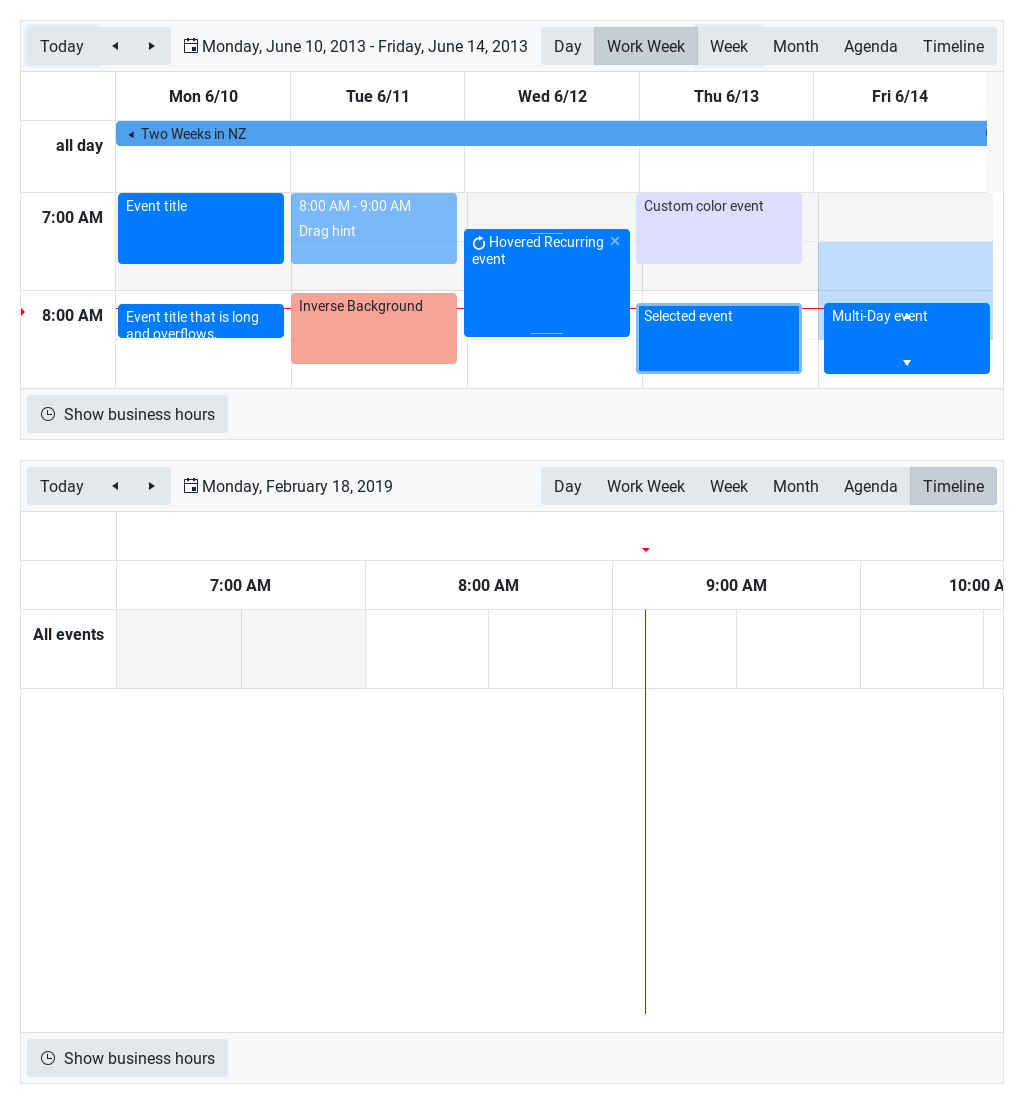 Today Monday, June 10, 2013 - Friday, June 14, 2013 Day Work Week Week Month Agenda Timeline
Mon 6/10 Tue 6/11 Wed 6/12 Thu 6/13 Fri 6/14
all day Two Weeks in NZ
7:00 AM Event title 8:00 AM - 9:00 AM Custom color event
Drag hint
Hovered Recurring
event
8:00 AM Event title that is long Inverse Background Selected event Multi-Day event
and overflows.
Show business hours
Today Monday, February 18, 2019 Day Work Week Week Month Agenda Timeline
7:00 AM 8:00 AM 9:00 AM 10:00 A
All events
Show business hours